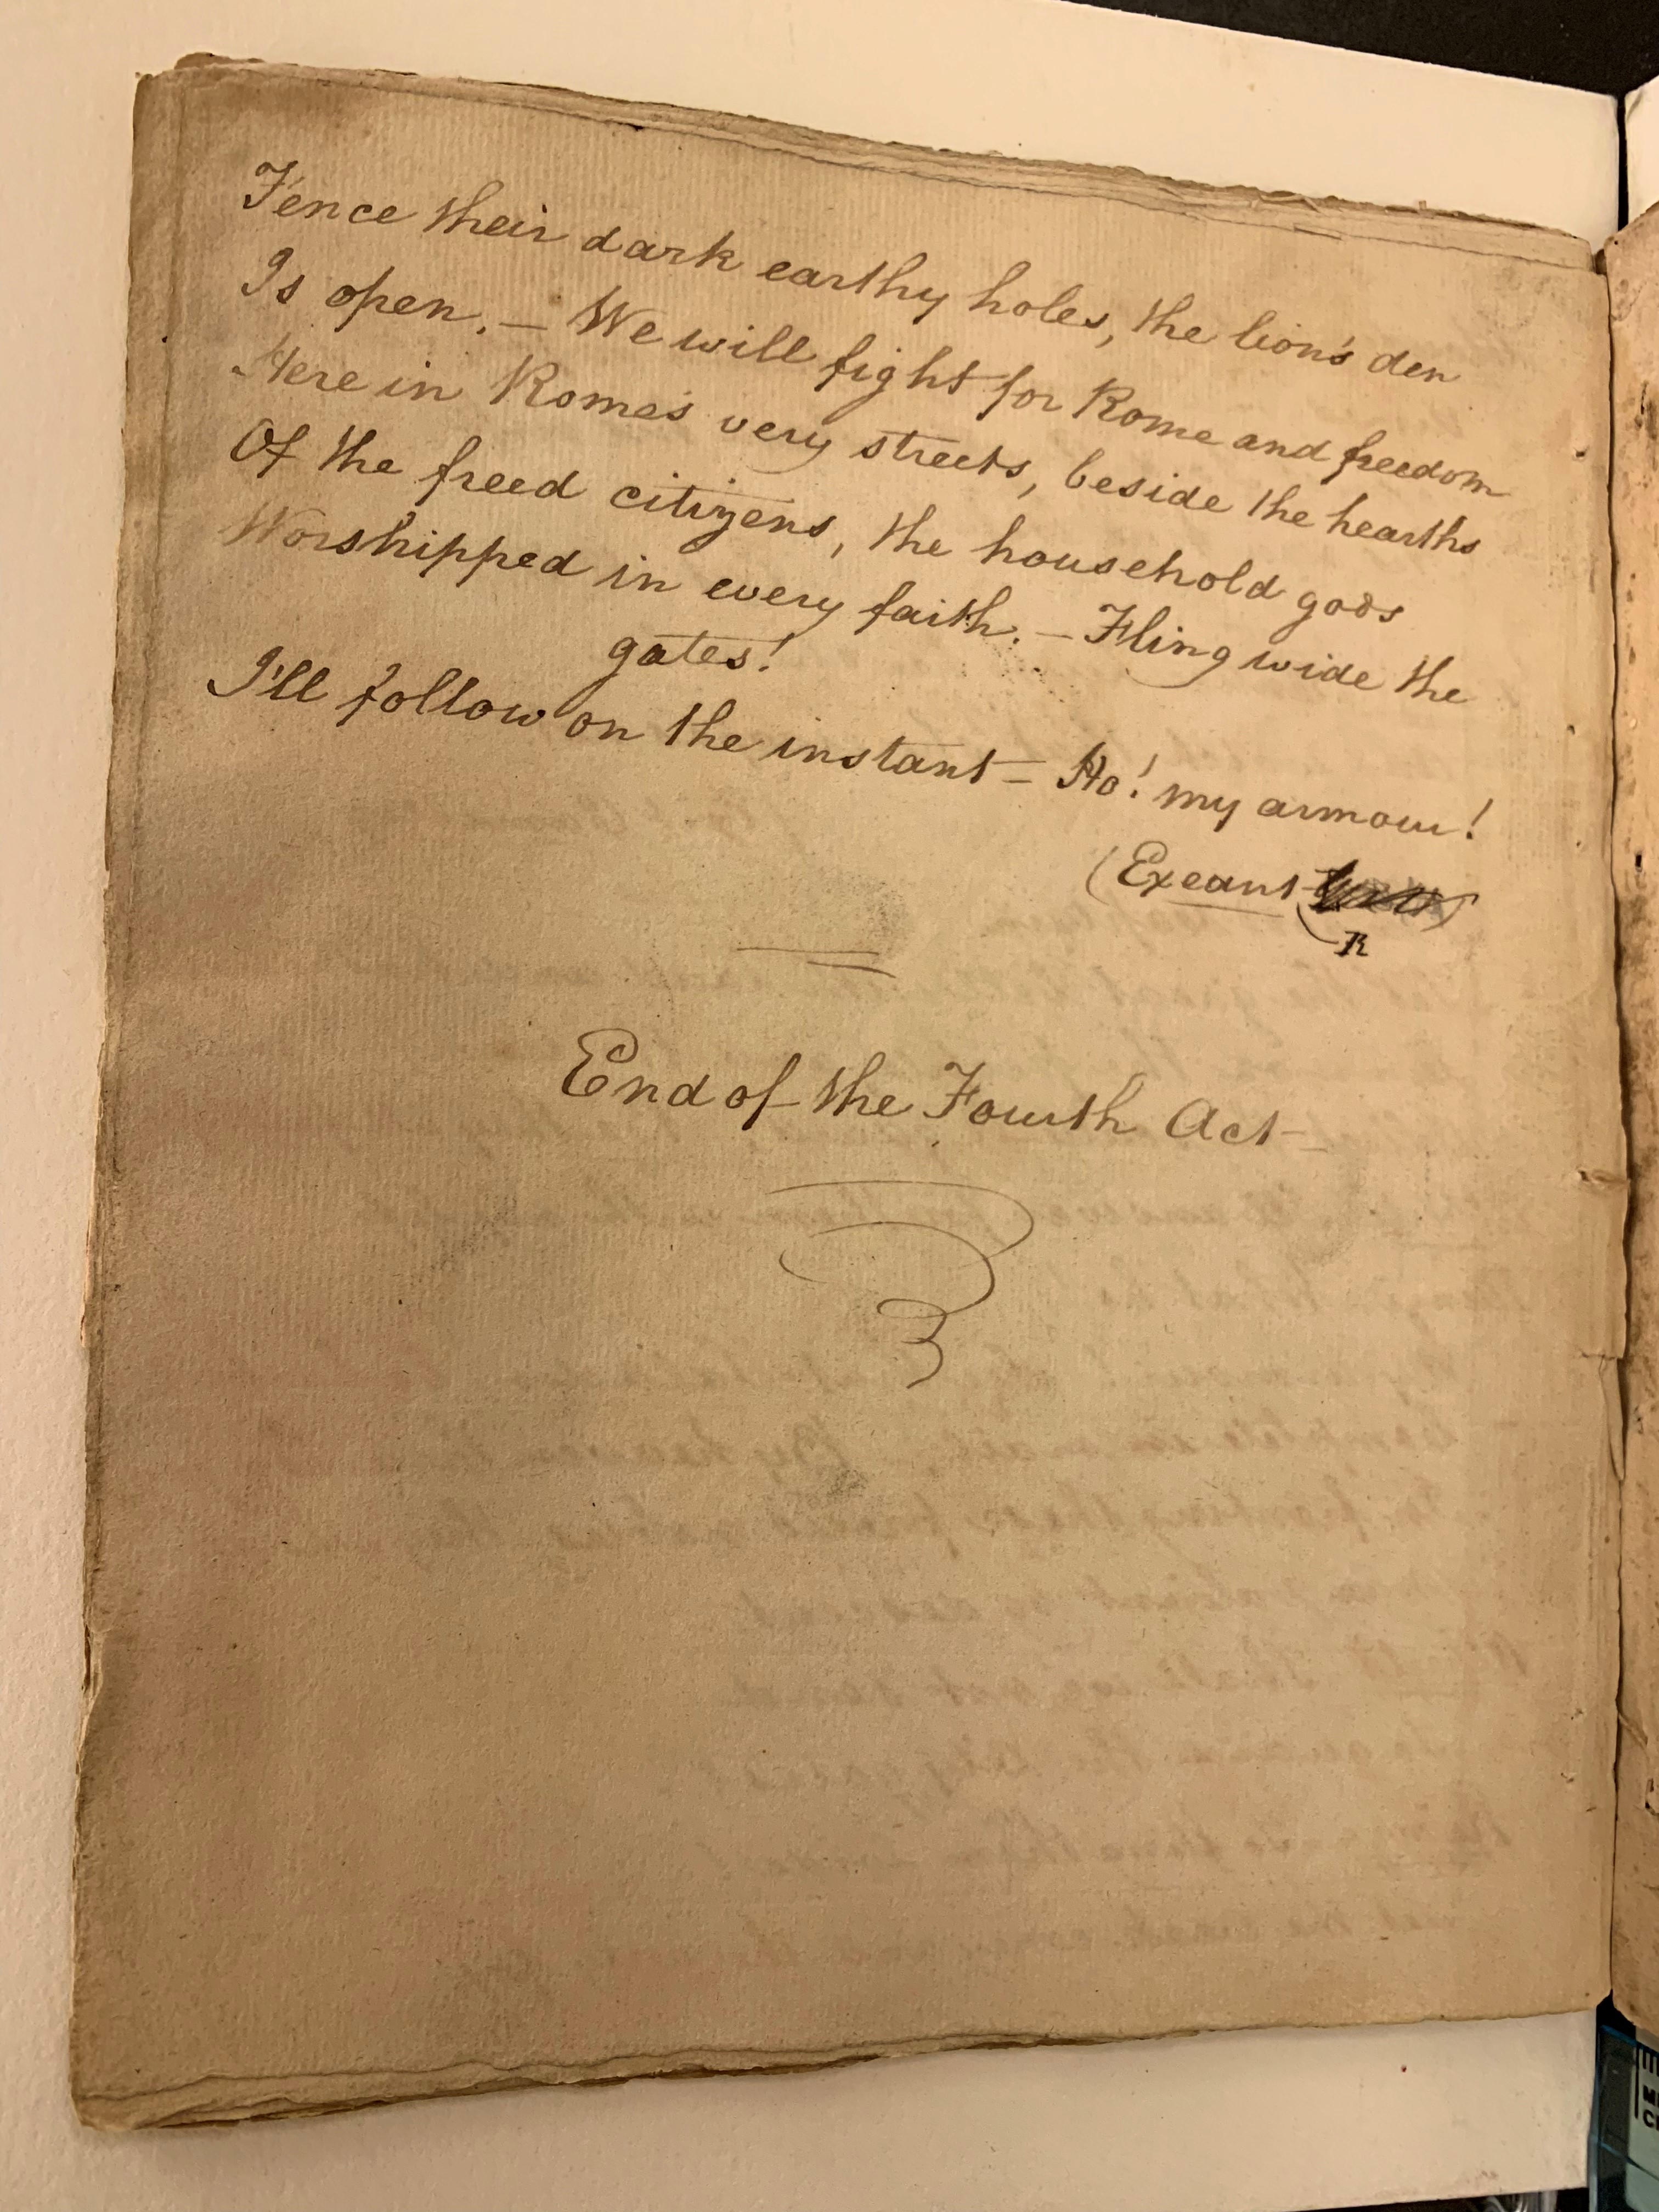 Fence their dark earthy holes, the lion's den
Is open. — We will fight for Rome and freedom
Here in Rome's very streets, beside the hearths
Of the freed citizens, the household gods
Worshipped in every faith. — Fling wide the
gates!
I'll follow on the instant — Ho! my armour!
(Exeunt
R
End of the Fourth Act